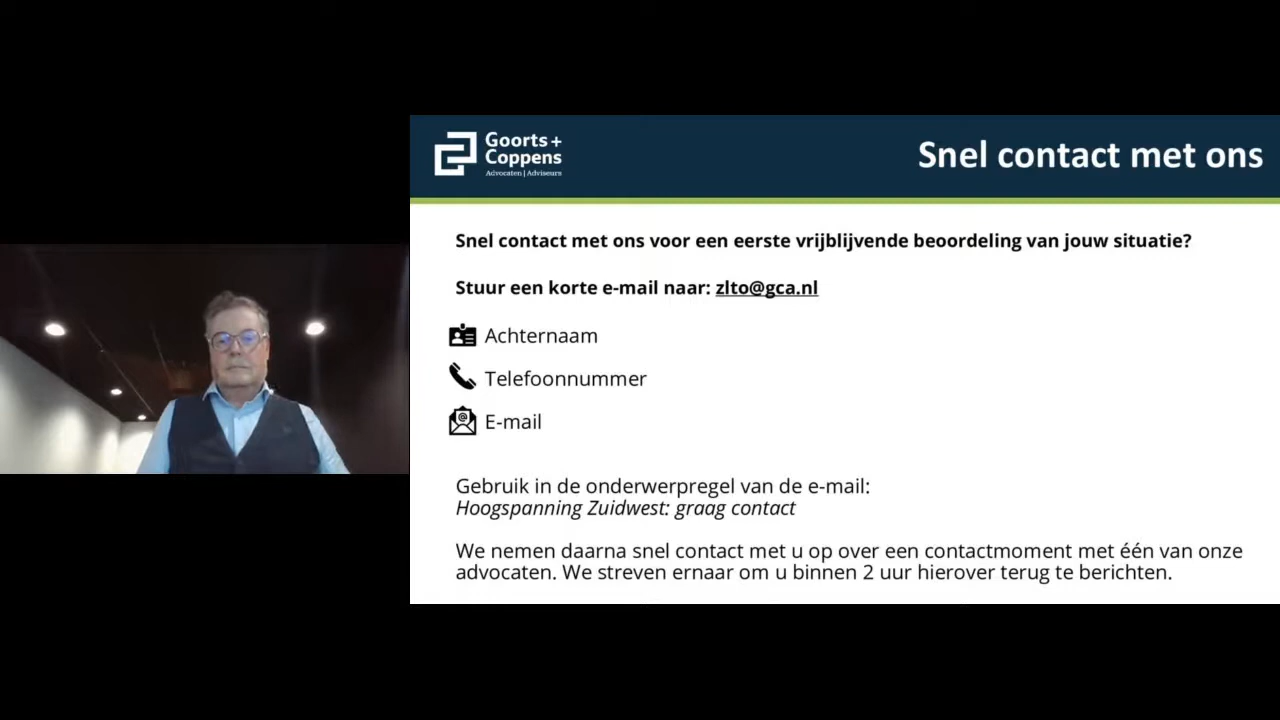 Goorts+
Coppens
Advocaten | Adviseurs
Snel contact met ons
Snel contact met ons voor een eerste vrijblijvende beoordeling van jouw situatie?
Stuur een korte e-mail naar: zlto@gca.nl
Achternaam
Telefoonnummer
E-mail
Gebruik in de onderwerpregel van de e-mail:
Hoogspanning Zuidwest: graag contact
We nemen daarna snel contact met u op over een contactmoment met één van onze
advocaten. We streven ernaar om u binnen 2 uur hierover terug te berichten.